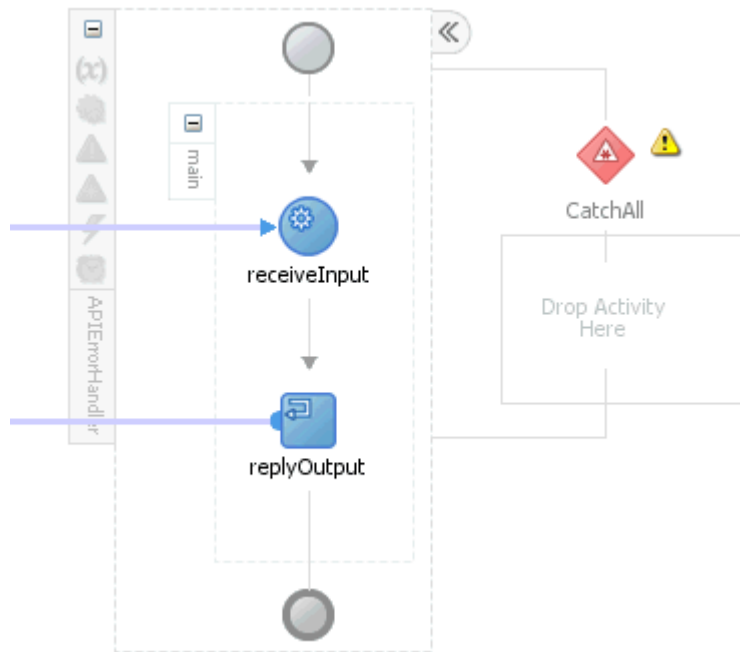 (x)
main
CatchAll
receiveInput
Drop Activity
Here
APIErrorHandler
replyOutput